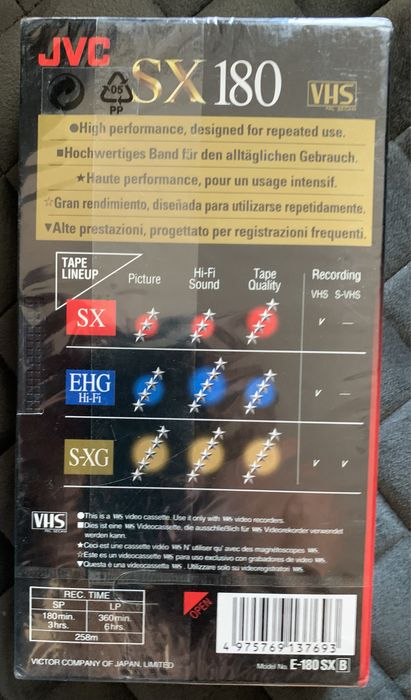 JVC
SX 180
05
PP
VHS
PAL SECAM
●High performance, designed for repeated use.
■Hochwertiges Band für den alltäglichen Gebrauch.
★Haute performance, pour un usage intensif.
☆Gran rendimiento, diseñada para utilizarse repetidamente.
▼Alte prestazioni, progettato per registrazioni frequenti.
TAPE LINEUP
Picture
Hi-Fi Sound
Tape Quality
Recording
VHS S-VHS
SX
EHG Hi-Fi
S-XG
VHS
PAL SECAM
●This is a VHS video cassette. Use it only with VHS video recorders.
■Dies ist eine VHS Videocassette, die ausschließlich für VHS Videorekorder verwendet
werden kann.
★Ceci est une cassette vidéo VHS N' utiliser qu' avec des magnétoscopes VHS.
☆Este es un videocassette VHS para uso exclusivo con grabadores de video VHS.
▼Questa è una videocassetta VHS. Utilizzare solo su videoregistratori VHS.
REC. TIME
SP LP
180min. 360min.
3hrs. 6hrs.
258m
OPEN
4 975769 137693
VICTOR COMPANY OF JAPAN, LIMITED
Model No. E-180 SX B